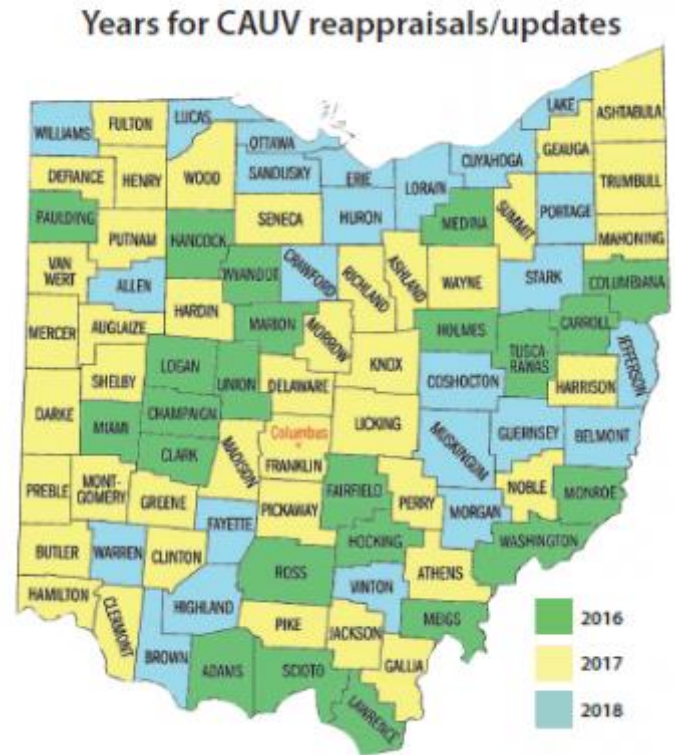 Years for CAUV reappraisals/updates
WILLIAMS
FULTON
LUCAS
OTTAWA
LAKE
ASHTABULA
GEAUGA
CUYAHOGA
DEFIANCE
HENRY
WOOD
SANDUSKY
ERIE
LORAIN
TRUMBULL
PAULDING
PUTNAM
HANCOCK
SENECA
HURON
MEDINA
SUMMIT
PORTAGE
MAHONING
VAN
WERT
ALLEN
WYANDOT
CRAWFORD
RICHLAND
ASHLAND
WAYNE
STARK
COLUMBIANA
MERCER
AUGLAIZE
HARDIN
MARION
MORROW
HOLMES
TUSCA-
RAWAS
CARROLL
JEFFERSON
SHELBY
LOGAN
UNION
DELAWARE
KNOX
COSHOCTON
HARRISON
DARKE
MIAMI
CHAMPAIGN
CLARK
MADISON
Columbus
FRANKLIN
LICKING
MUSKINGUM
GUERNSEY
BELMONT
PREBLE
MONT-
GOMERY
GREENE
FAYETTE
PICKAWAY
FAIRFIELD
PERRY
MORGAN
NOBLE
MONROE
BUTLER
WARREN
CLINTON
ROSS
HOCKING
ATHENS
WASHINGTON
HAMILTON
CLERMONT
BROWN
HIGHLAND
PIKE
VINTON
JACKSON
MEIGS
GALLIA
ADAMS
SCIOTO
LAWRENCE
2016
2017
2018